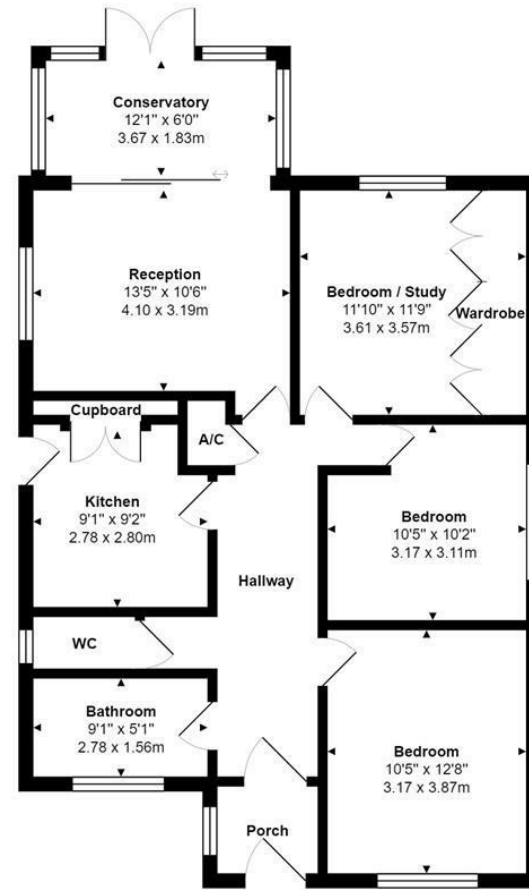 Conservatory
12'1" x 6'0"
3.67 x 1.83m
Reception
13'5" x 10'6"
4.10 x 3.19m
Bedroom / Study
11'10" x 11'9"
3.61 x 3.57m
Wardrobe
Cupboard
A/C
Kitchen
9'1" x 9'2"
2.78 x 2.80m
Bedroom
10'5" x 10'2"
3.17 x 3.11m
Hallway
WC
Bathroom
9'1" x 5'1"
2.78 x 1.56m
Bedroom
10'5" x 12'8"
3.17 x 3.87m
Porch